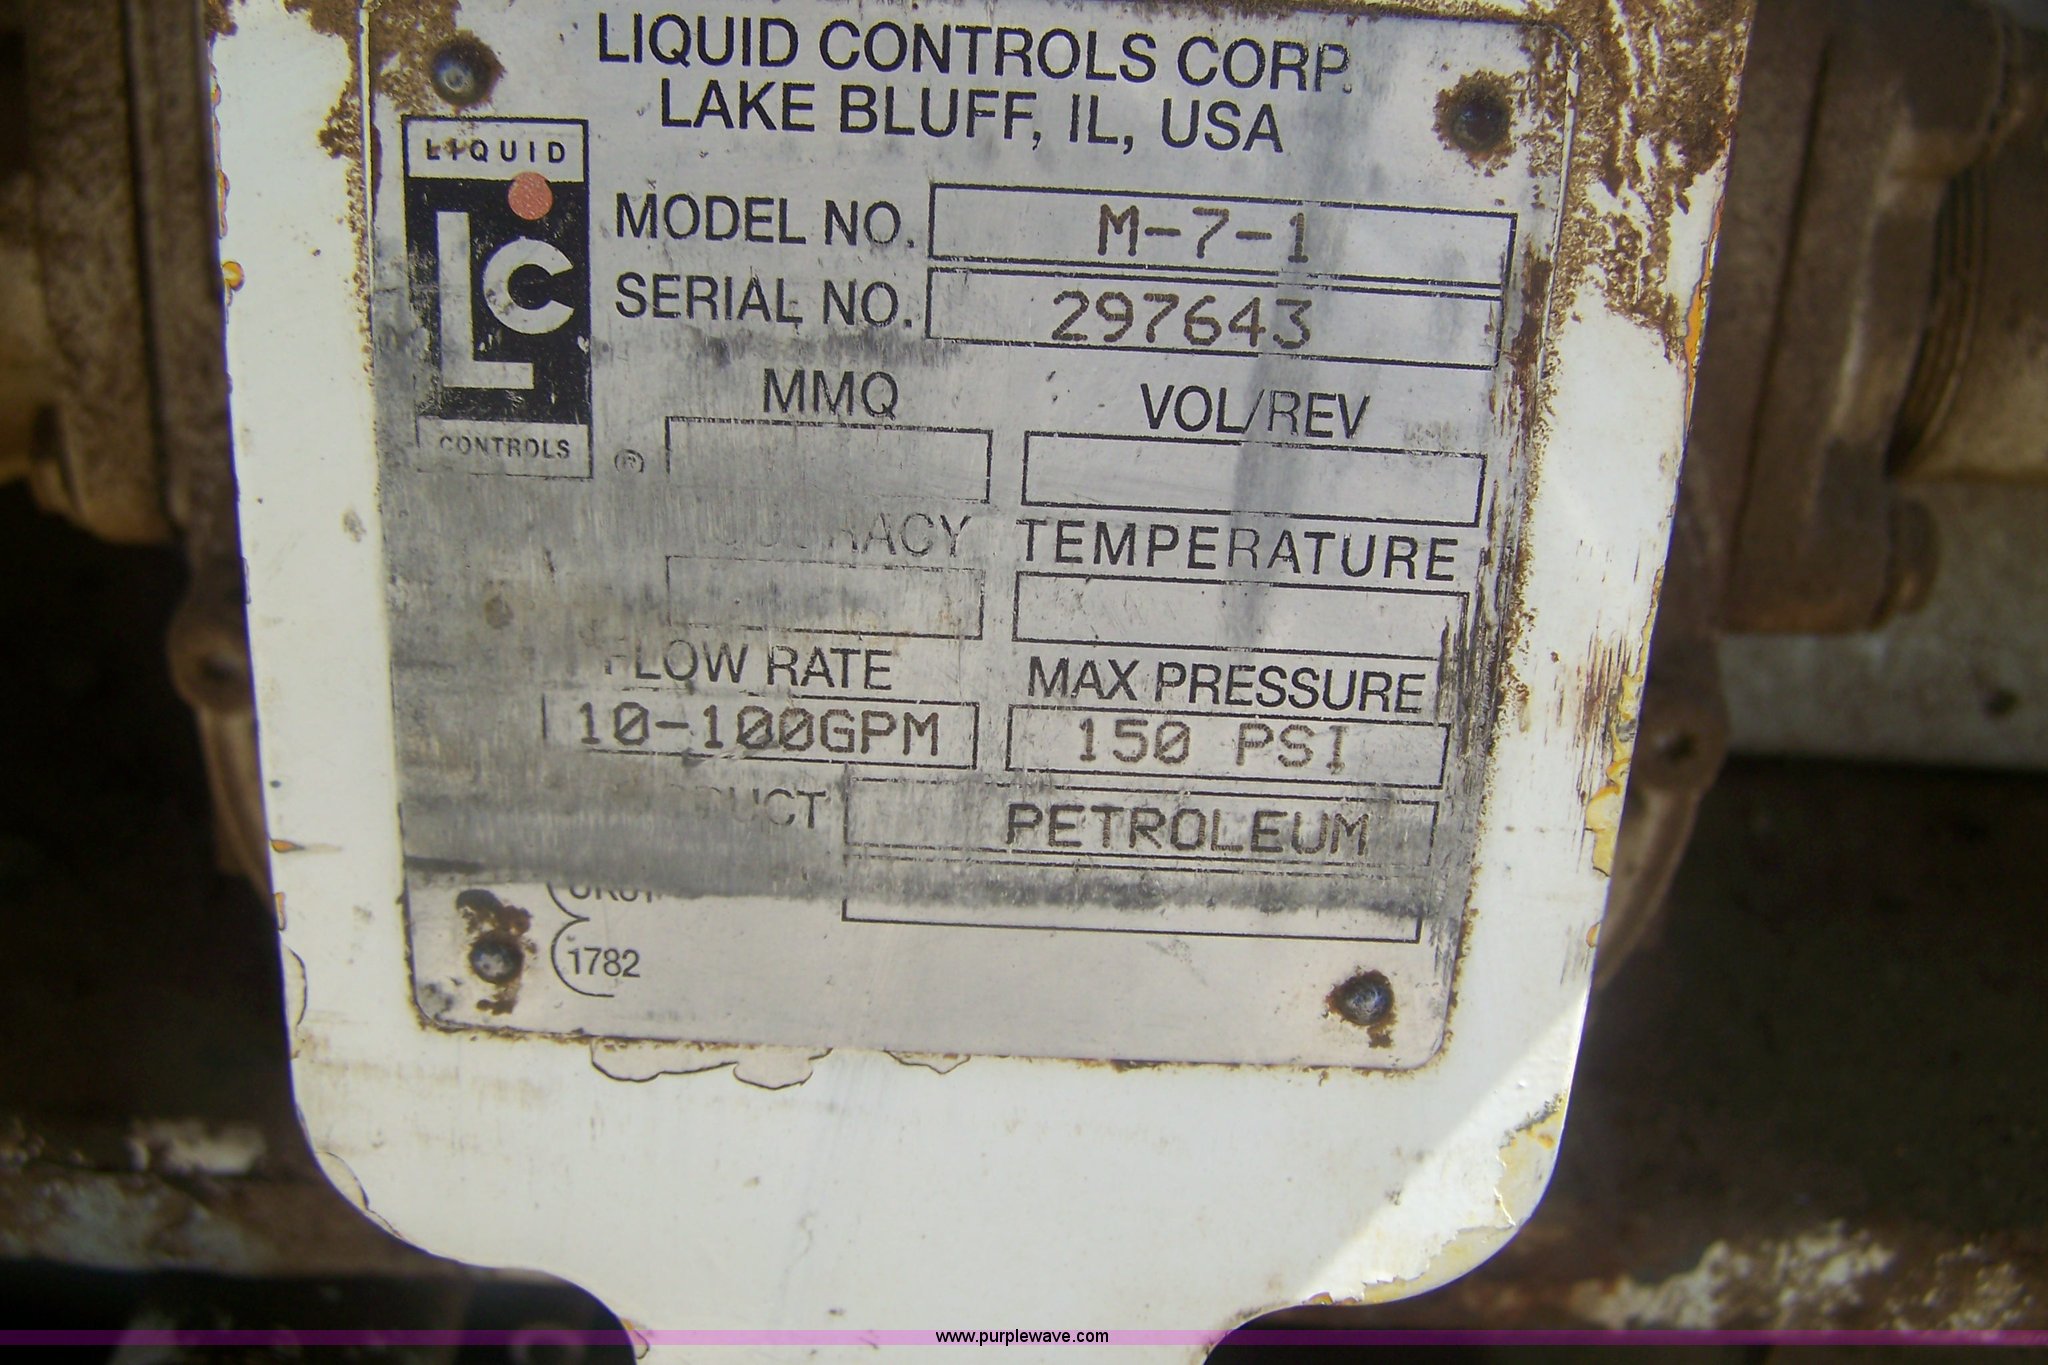 LIQUID CONTROLS CORP.
LAKE BLUFF, IL, USA
LIQUID
LC
CONTROLS
®
MODEL NO. M-7-1
SERIAL NO. 297643
MMQ VOL/REV
TEMPERATURE
FLOW RATE MAX PRESSURE
10-100GPM 150 PSI
PETROLEUM
1782
www.purplewave.com